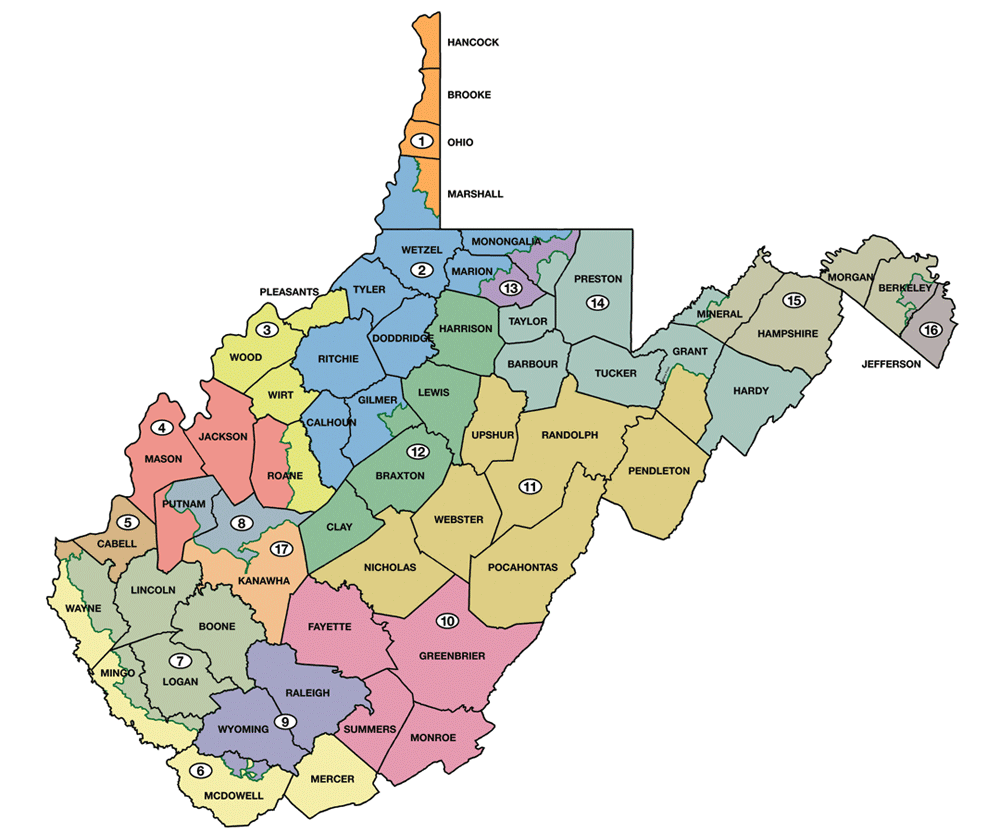 HANCOCK
BROOKE
1
OHIO
MARSHALL
WETZEL
MONONGALIA
2
MARION
PRESTON
TYLER
13
PLEASANTS
14
MORGAN
BERKELEY
15
MINERAL
HAMPSHIRE
16
3
HARRISON
TAYLOR
DODDRIDGE
WOOD
RITCHIE
GRANT
JEFFERSON
BARBOUR
TUCKER
WIRT
LEWIS
HARDY
GILMER
CALHOUN
4
JACKSON
UPSHUR
RANDOLPH
MASON
12
ROANE
BRAXTON
PENDLETON
11
PUTNAM
5
8
CLAY
WEBSTER
CABELL
17
KANAWHA
NICHOLAS
POCAHONTAS
LINCOLN
WAYNE
BOONE
FAYETTE
10
GREENBRIER
7
MINGO
LOGAN
RALEIGH
9
WYOMING
SUMMERS
MONROE
6
MERCER
MCDOWELL